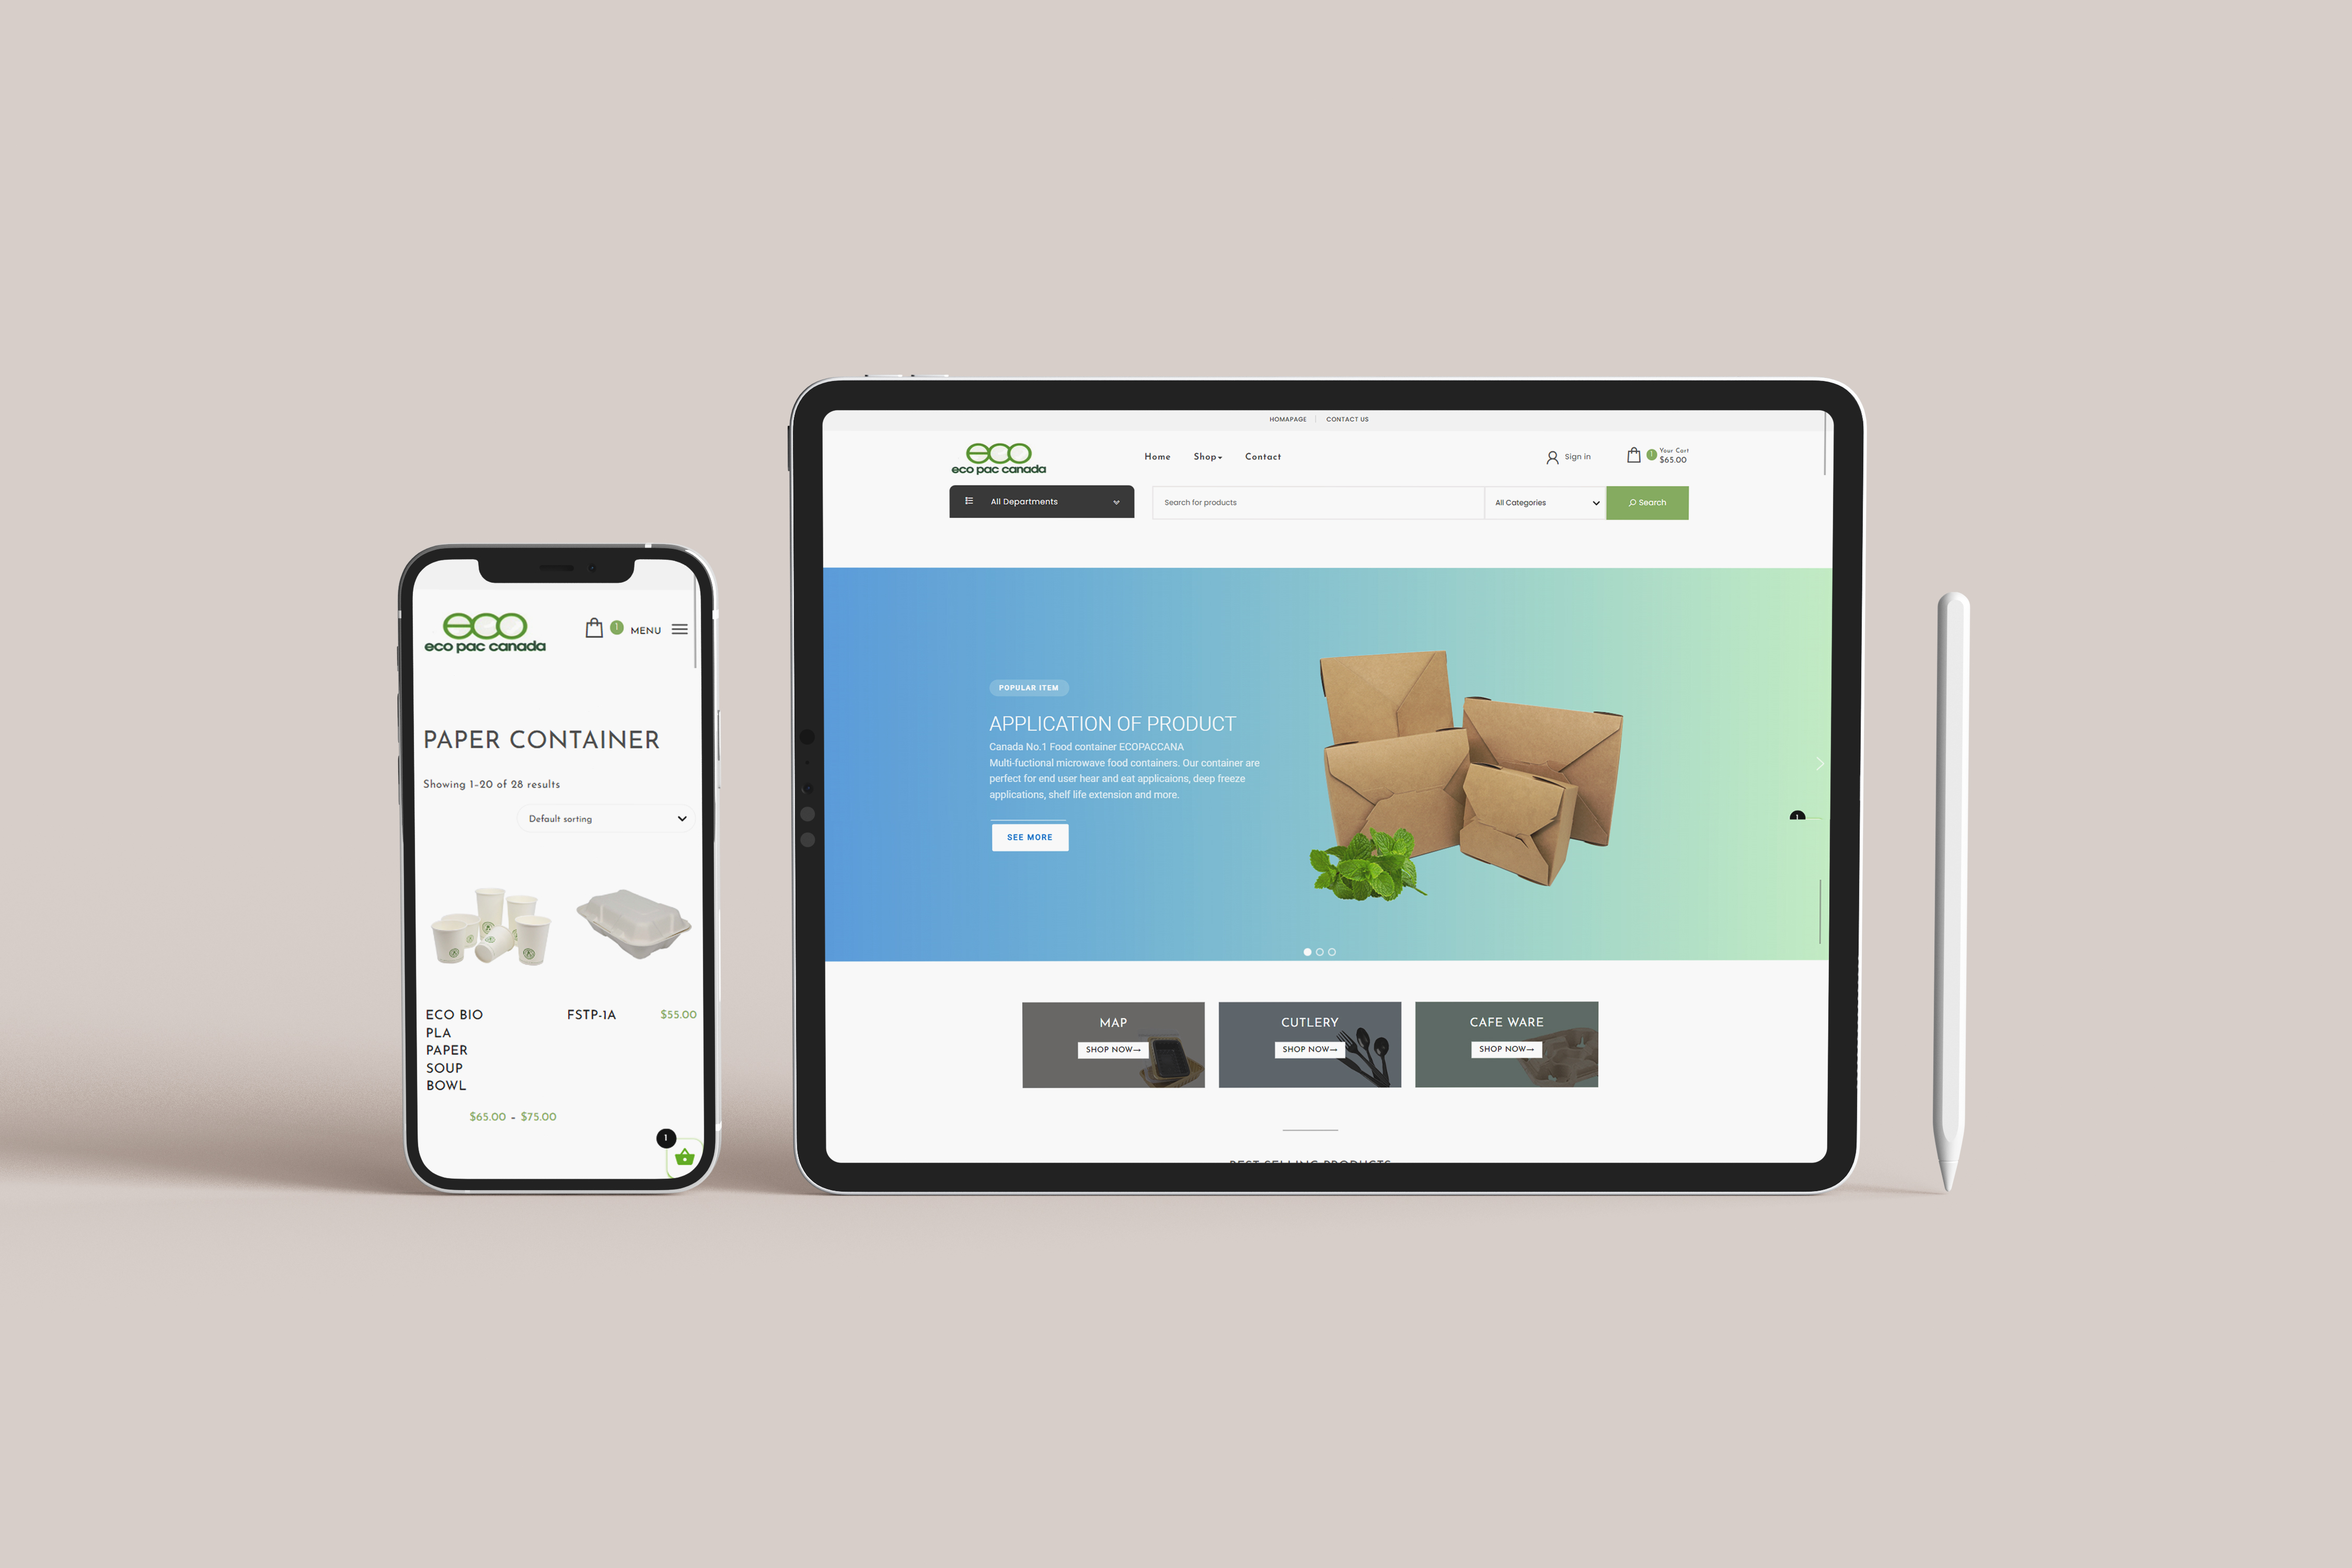 eco
eco pac canada
1
MENU
PAPER CONTAINER
Showing 1–20 of 28 results
Default sorting
ECO BIO
PLA
PAPER
SOUP
BOWL
$65.00 – $75.00
FSTP-1A
$55.00
1
HOMAPAGE
CONTACT US
eco
eco pac canada
Home
Shop
Contact
Sign in
1
Your Cart
$65.00
All Departments
Search for products
All Categories
Search
POPULAR ITEM
APPLICATION OF PRODUCT
Canada No.1 Food container ECOPACCANA
Multi-fuctional microwave food containers. Our container are
perfect for end user hear and eat applicaions, deep freeze
applications, shelf life extension and more.
SEE MORE
1
MAP
SHOP NOW→
CUTLERY
SHOP NOW→
CAFE WARE
SHOP NOW→
BEST SELLING PRODUCTS